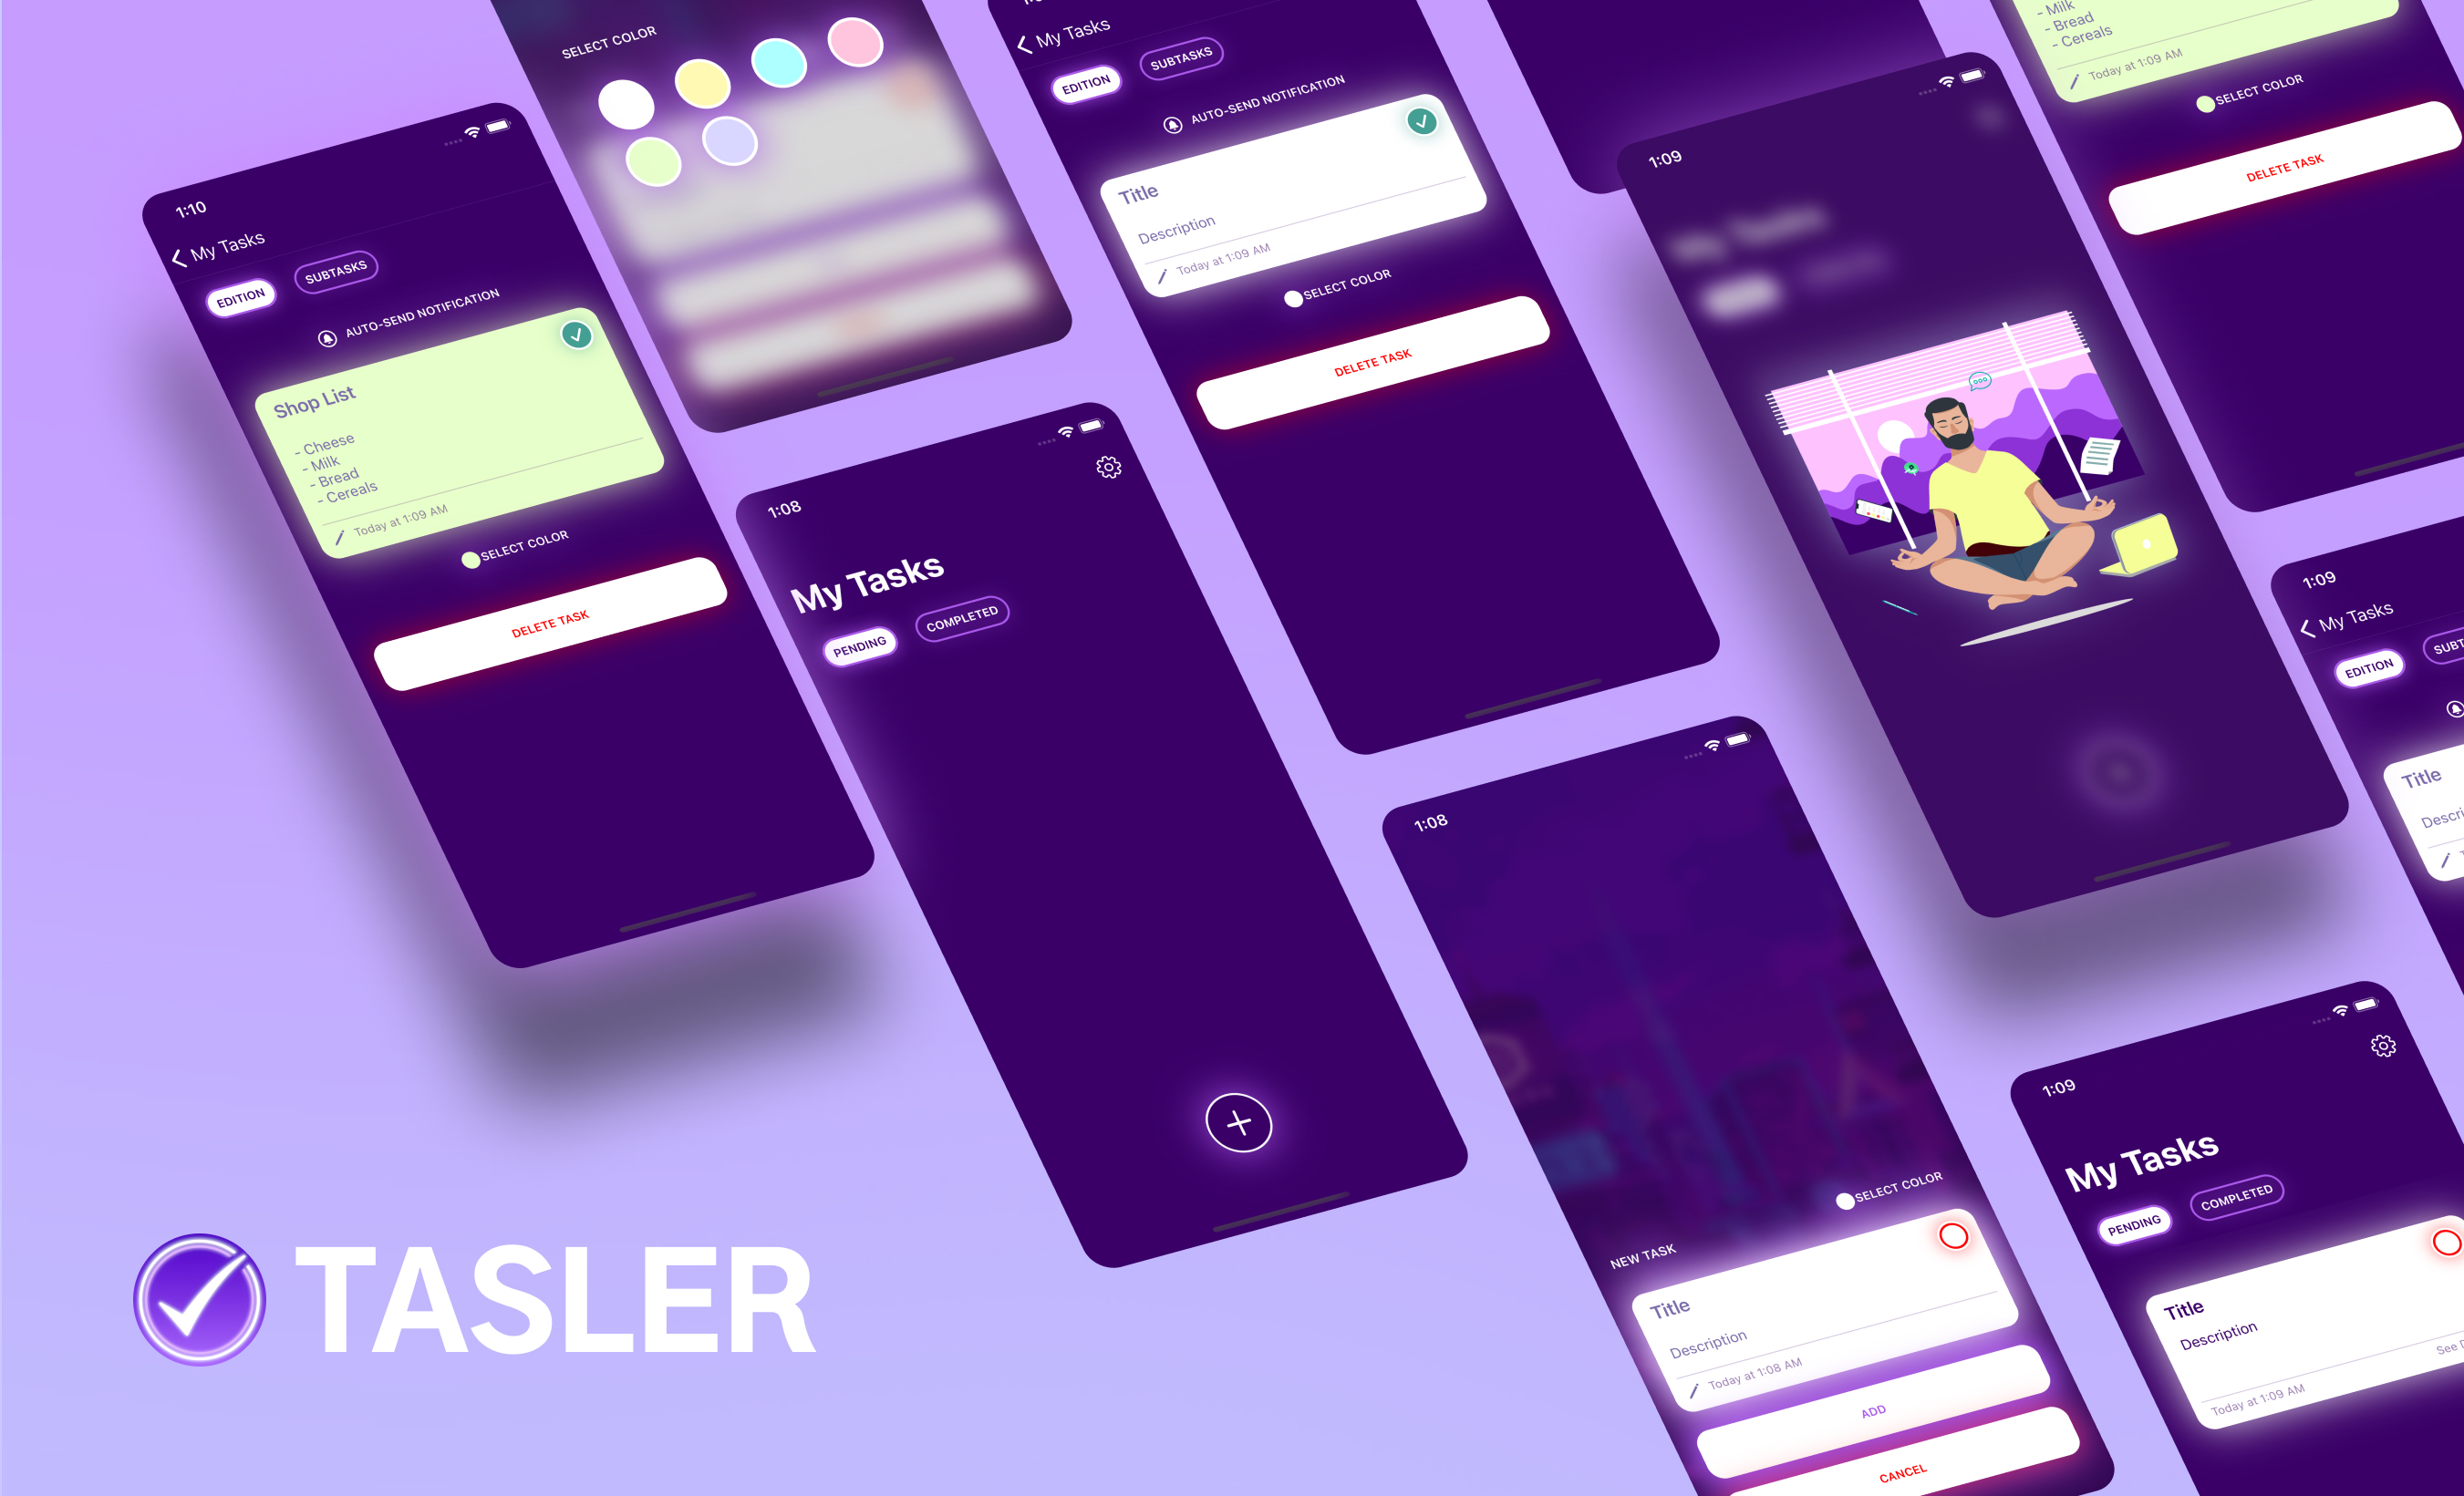 1:10
My Tasks
EDITION
SUBTASKS
AUTO-SEND NOTIFICATION
Shop List
- Cheese
- Milk
- Bread
- Cereals
Today at 1:09 AM
SELECT COLOR
DELETE TASK
SELECT COLOR
1:08
My Tasks
PENDING
COMPLETED
My Tasks
EDITION
SUBTASKS
AUTO-SEND NOTIFICATION
Title
Description
Today at 1:09 AM
SELECT COLOR
DELETE TASK
1:08
SELECT COLOR
NEW TASK
Title
Description
Today at 1:08 AM
ADD
CANCEL
1:09
My Tasks
- Milk
- Bread
- Cereals
Today at 1:09 AM
SELECT COLOR
DELETE TASK
1:09
My Tasks
EDITION
SUBT
Title
Descri
1:09
My Tasks
PENDING
COMPLETED
Title
Description
See
Today at 1:09 AM
TASLER